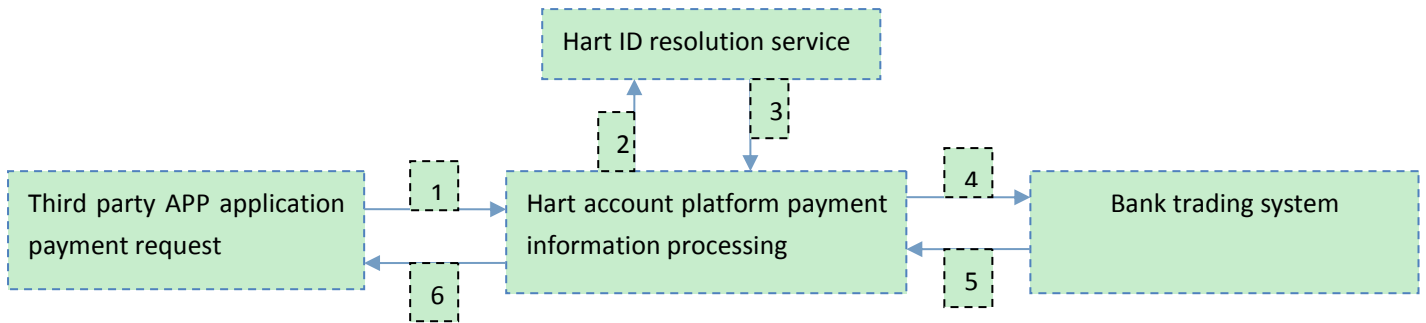 Hart ID resolution service
3
2
1
4
Third party APP application
payment request
Hart account platform payment
information processing
Bank trading system
6
5